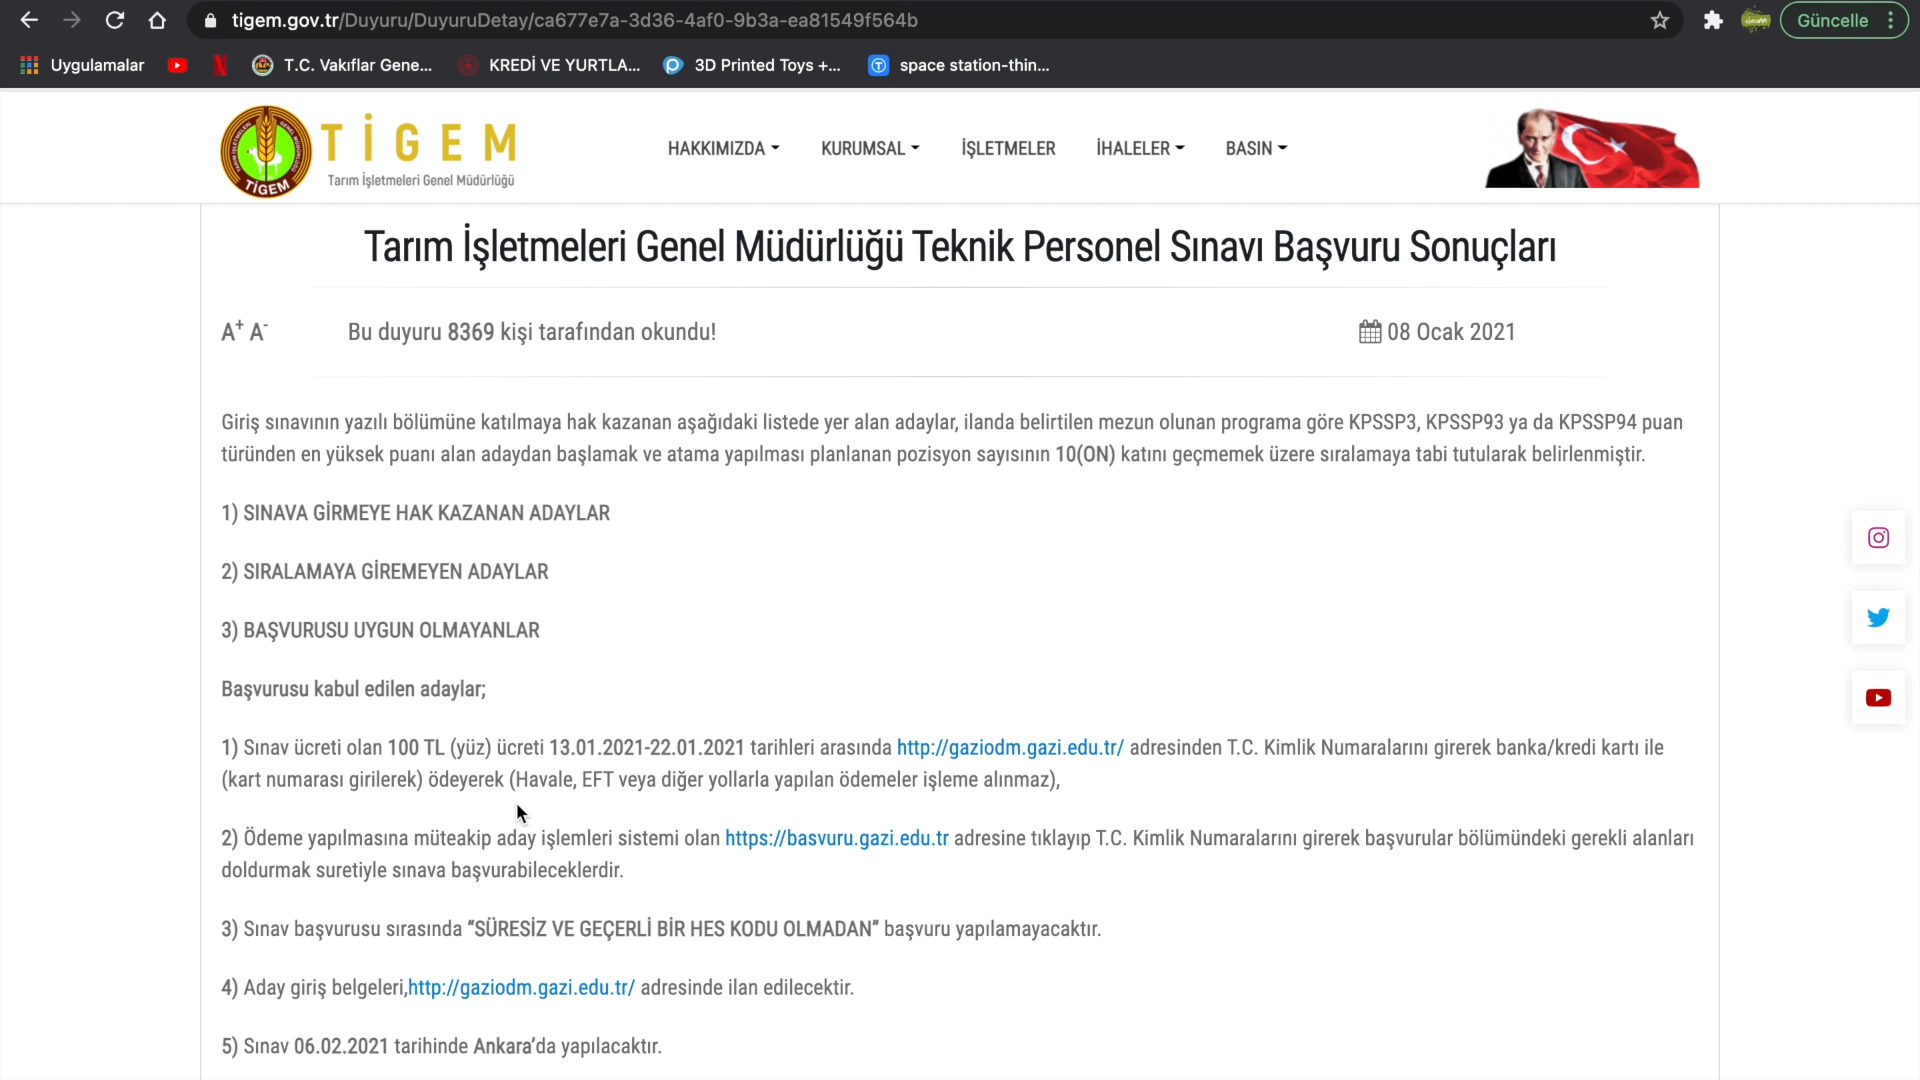 tigem.gov.tr/Duyuru/DuyuruDetay/ca677e7a-3d36-4af0-9b3a-ea81549f564b
Güncelle
Uygulamalar
T.C. Vakıflar Gene...
KREDİ VE YURTLA...
3D Printed Toys +...
space station-thin...
TİGEM
TİGEM
Tarım İşletmeleri Genel Müdürlüğü
HAKKIMIZDA
KURUMSAL
İŞLETMELER
İHALELER
BASIN
Tarım İşletmeleri Genel Müdürlüğü Teknik Personel Sınavı Başvuru Sonuçları
A+ A-
Bu duyuru 8369 kişi tarafından okundu!
08 Ocak 2021
Giriş sınavının yazılı bölümüne katılmaya hak kazanan aşağıdaki listede yer alan adaylar, ilanda belirtilen mezun olunan programa göre KPSSP3, KPSSP93 ya da KPSSP94 puan
türünden en yüksek puanı alan adaydan başlamak ve atama yapılması planlanan pozisyon sayısının 10(ON) katını geçmemek üzere sıralamaya tabi tutularak belirlenmiştir.
1) SINAVA GİRMEYE HAK KAZANAN ADAYLAR
2) SIRALAMAYA GİREMEYEN ADAYLAR
3) BAŞVURUSU UYGUN OLMAYANLAR
Başvurusu kabul edilen adaylar;
1) Sınav ücreti olan 100 TL (yüz) ücreti 13.01.2021-22.01.2021 tarihleri arasında http://gaziodm.gazi.edu.tr/ adresinden T.C. Kimlik Numaralarını girerek banka/kredi kartı ile
(kart numarası girilerek) ödeyerek (Havale, EFT veya diğer yollarla yapılan ödemeler işleme alınmaz),
2) Ödeme yapılmasına müteakip aday işlemleri sistemi olan https://basvuru.gazi.edu.tr adresine tıklayıp T.C. Kimlik Numaralarını girerek başvurular bölümündeki gerekli alanları
doldurmak suretiyle sınava başvurabileceklerdir.
3) Sınav başvurusu sırasında “SÜRESİZ VE GEÇERLİ BİR HES KODU OLMADAN” başvuru yapılamayacaktır.
4) Aday giriş belgeleri,http://gaziodm.gazi.edu.tr/ adresinde ilan edilecektir.
5) Sınav 06.02.2021 tarihinde Ankara’da yapılacaktır.